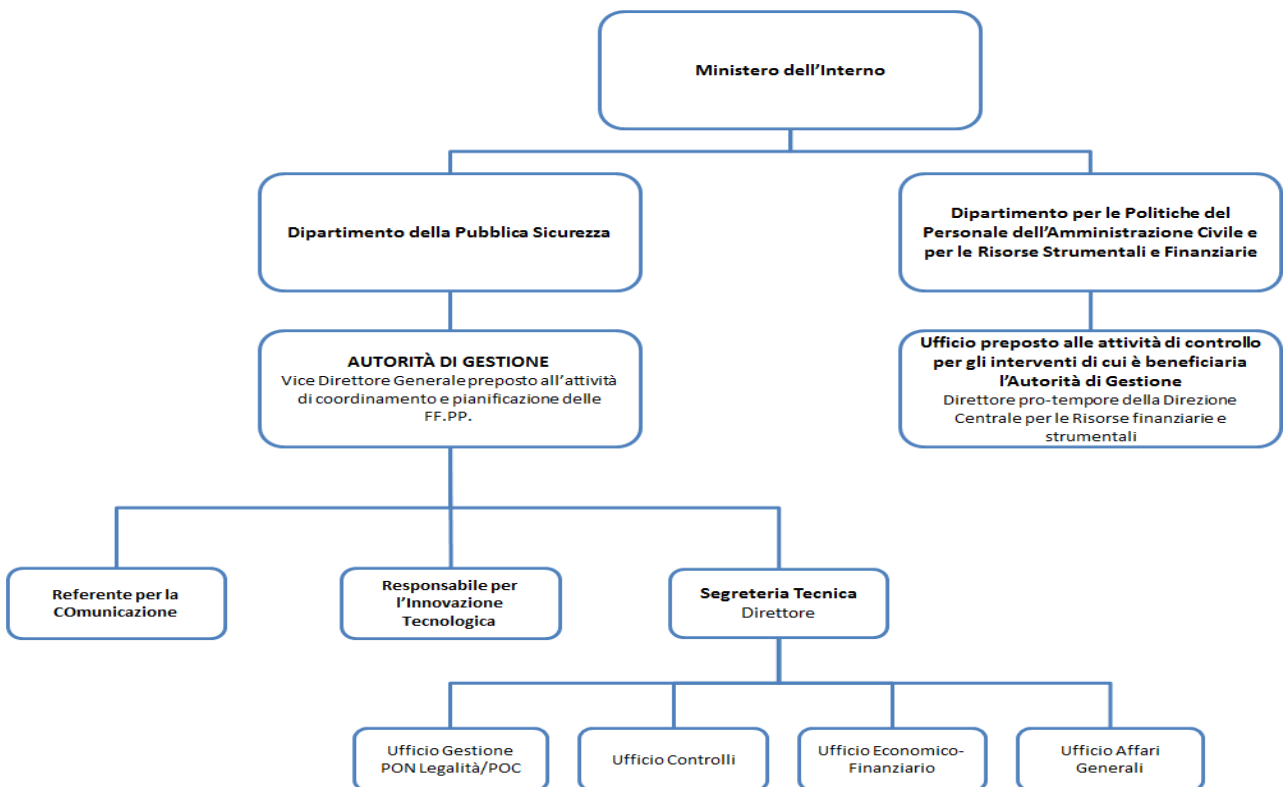 Ministero dell'Interno
Dipartimento della Pubblica Sicurezza
Dipartimento per le Politiche del
Personale dell'Amministrazione Civile e
per le Risorse Strumentali e Finanziarie
AUTORITÀ DI GESTIONE
Vice Direttore Generale preposto all'attività
di coordinamento e pianificazione delle
FF.PP.
Ufficio preposto alle attività di controllo
per gli interventi di cui è beneficiaria
l'Autorità di Gestione
Direttore pro-tempore della Direzione
Centrale per le Risorse finanziarie e
strumentali
Referente per la
COmunicazione
Responsabile per
l'Innovazione
Tecnologica
Segreteria Tecnica
Direttore
Ufficio Gestione
PON Legalità/POC
Ufficio Controlli
Ufficio Economico-
Finanziario
Ufficio Affari
Generali